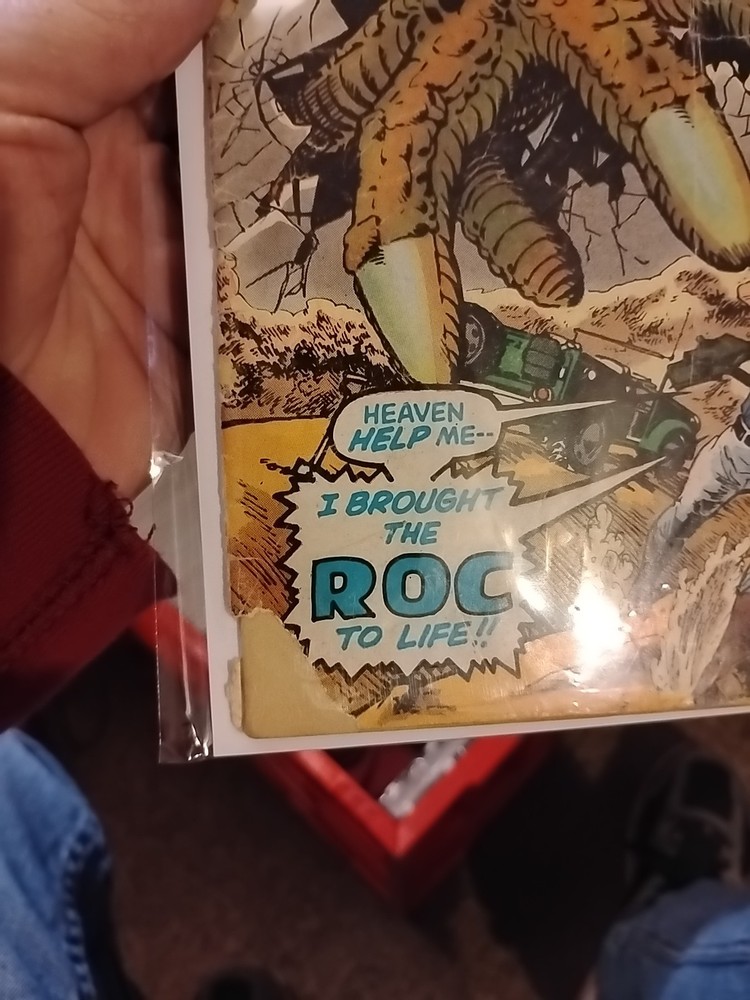 HEAVEN
HELP ME--
I BROUGHT
THE
ROC
TO LIFE!!